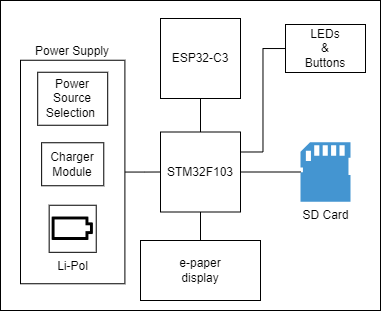 Power Supply
Power
Source
Selection
Charger
Module
Li-Pol
ESP32-C3
STM32F103
e-paper
display
LEDs
&
Buttons
SD Card